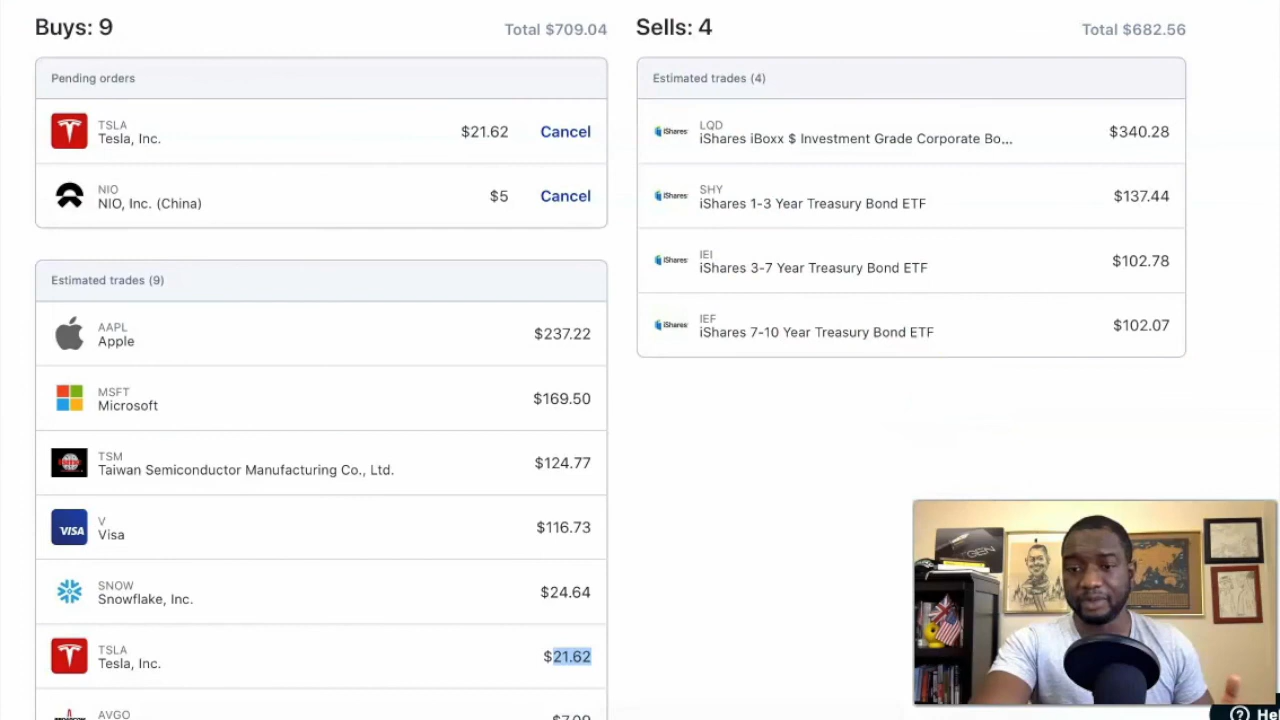 Buys: 9
Total $709.04
Pending orders
TSLA
Tesla, Inc.
$21.62
Cancel
NIO
NIO, Inc. (China)
$5
Cancel
Estimated trades (9)
AAPL
Apple
$237.22
MSFT
Microsoft
$169.50
TSM
Taiwan Semiconductor Manufacturing Co., Ltd.
$124.77
VISA
V
Visa
$116.73
SNOW
Snowflake, Inc.
$24.64
TSLA
Tesla, Inc.
$21.62
AVGO
Sells: 4
Total $682.56
Estimated trades (4)
iShares
LQD
iShares iBoxx $ Investment Grade Corporate Bo...
$340.28
iShares
SHY
iShares 1-3 Year Treasury Bond ETF
$137.44
iShares
IEI
iShares 3-7 Year Treasury Bond ETF
$102.78
iShares
IEF
iShares 7-10 Year Treasury Bond ETF
$102.07